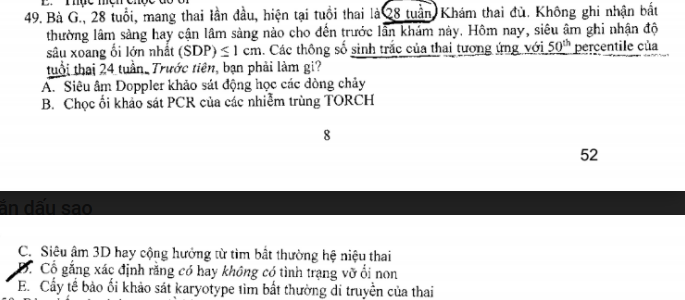 49. Bà G., 28 tuổi, mang thai lần đầu, hiện tại tuổi thai là 28 tuần. Khám thai đủ. Không ghi nhận bất
thường lâm sàng hay cận lâm sàng nào cho đến trước lần khám này. Hôm nay, siêu âm ghi nhận độ
sâu xoang ối lớn nhất (SDP) ≤ 1 cm. Các thông số sinh trắc của thai tương ứng với 50th percentile của
tuổi thai 24 tuần. Trước tiên, bạn phải làm gì?
A. Siêu âm Doppler khảo sát động học các dòng chảy
B. Chọc ối khảo sát PCR của các nhiễm trùng TORCH
8
52
ấn dấu sao
C. Siêu âm 3D hay cộng hưởng từ tìm bất thường hệ niệu thai
D. Cố gắng xác định rằng có hay không có tình trạng vỡ ối non
E. Cấy tế bào ối khảo sát karyotype tìm bất thường di truyền của thai